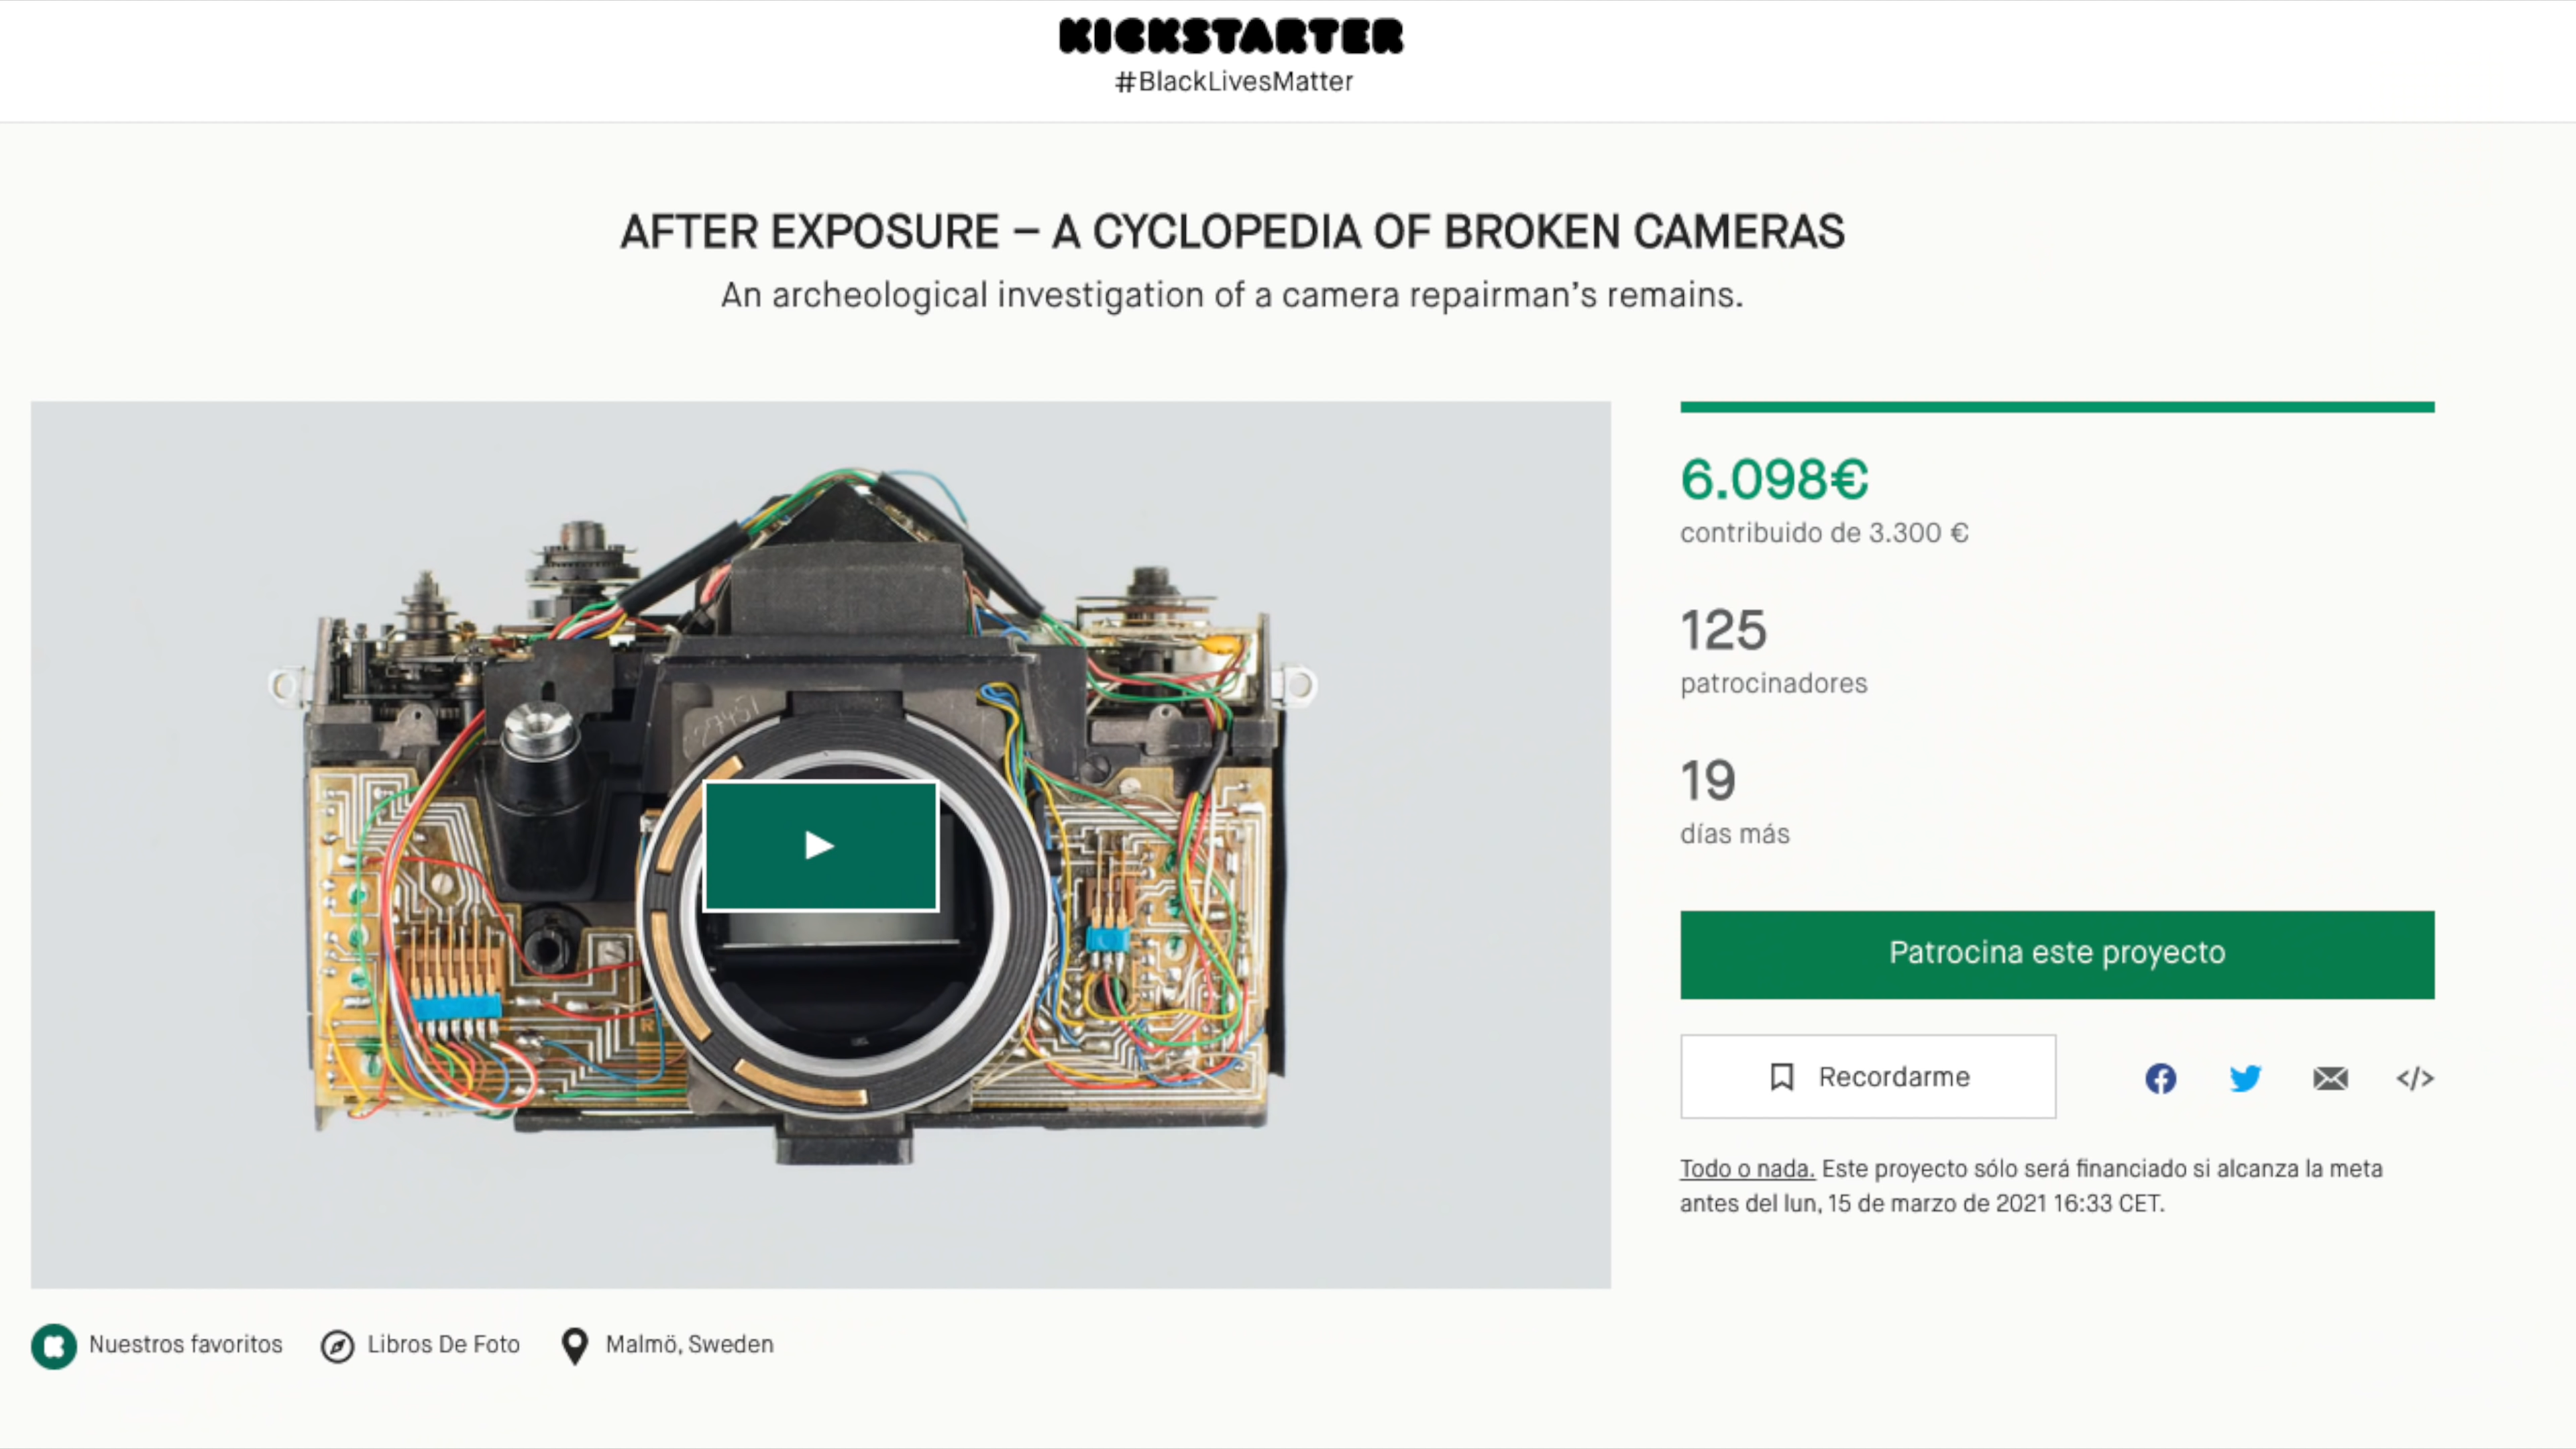 KICKSTARTER
#BlackLivesMatter
AFTER EXPOSURE – A CYCLOPEDIA OF BROKEN CAMERAS
An archeological investigation of a camera repairman’s remains.
27451
6.098€
contribuido de 3.300 €
125
patrocinadores
19
días más
Patrocina este proyecto
Recordarme
Todo o nada. Este proyecto sólo será financiado si alcanza la meta
antes del lun, 15 de marzo de 2021 16:33 CET.
Nuestros favoritos
Libros De Foto
Malmö, Sweden